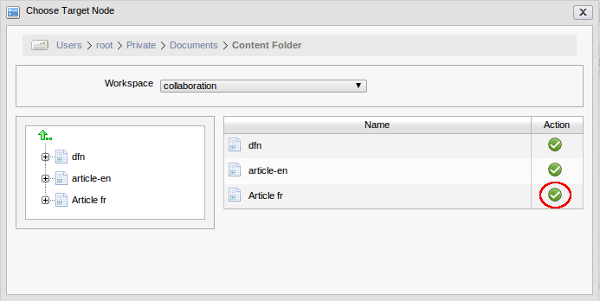 Choose Target Node
Users > root > Private > Documents > Content Folder
Workspace collaboration
dfn
article-en
Article fr
Name Action
dfn
article-en
Article fr